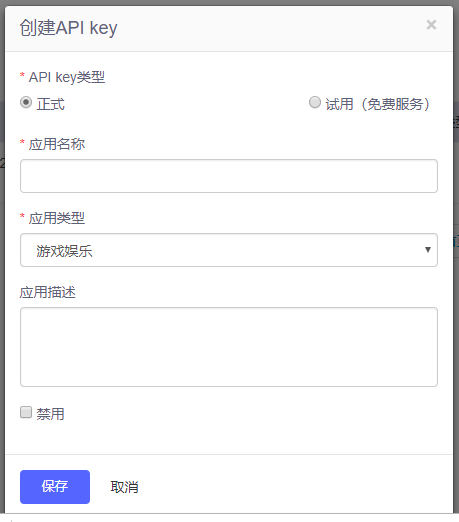 创建API key ×
* API key类型
正式 试用（免费服务）
* 应用名称
* 应用类型
游戏娱乐
应用描述
禁用
保存 取消